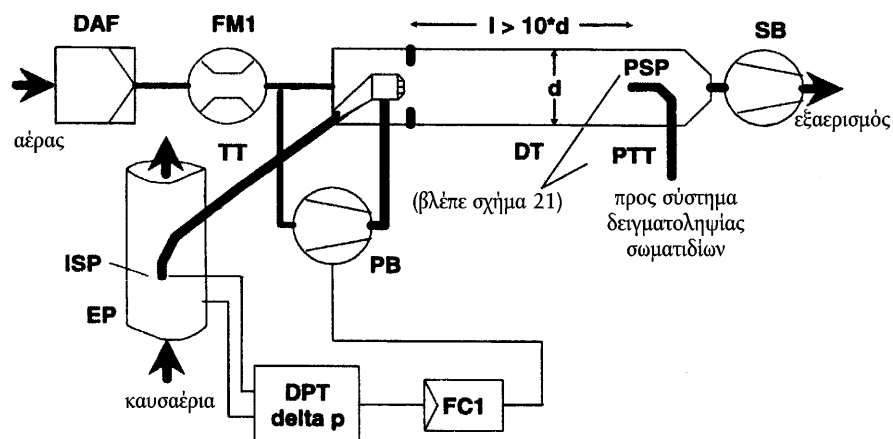 DAF
FM1
l > 10*d
SB
PSP
d
αέρας
εξαερισμός
TT
DT
PTT
(βλέπε σχήμα 21)
προς σύστημα
δειγματοληψίας
σωματιδίων
PB
ISP
EP
καυσαέρια
DPT
delta p
FC1